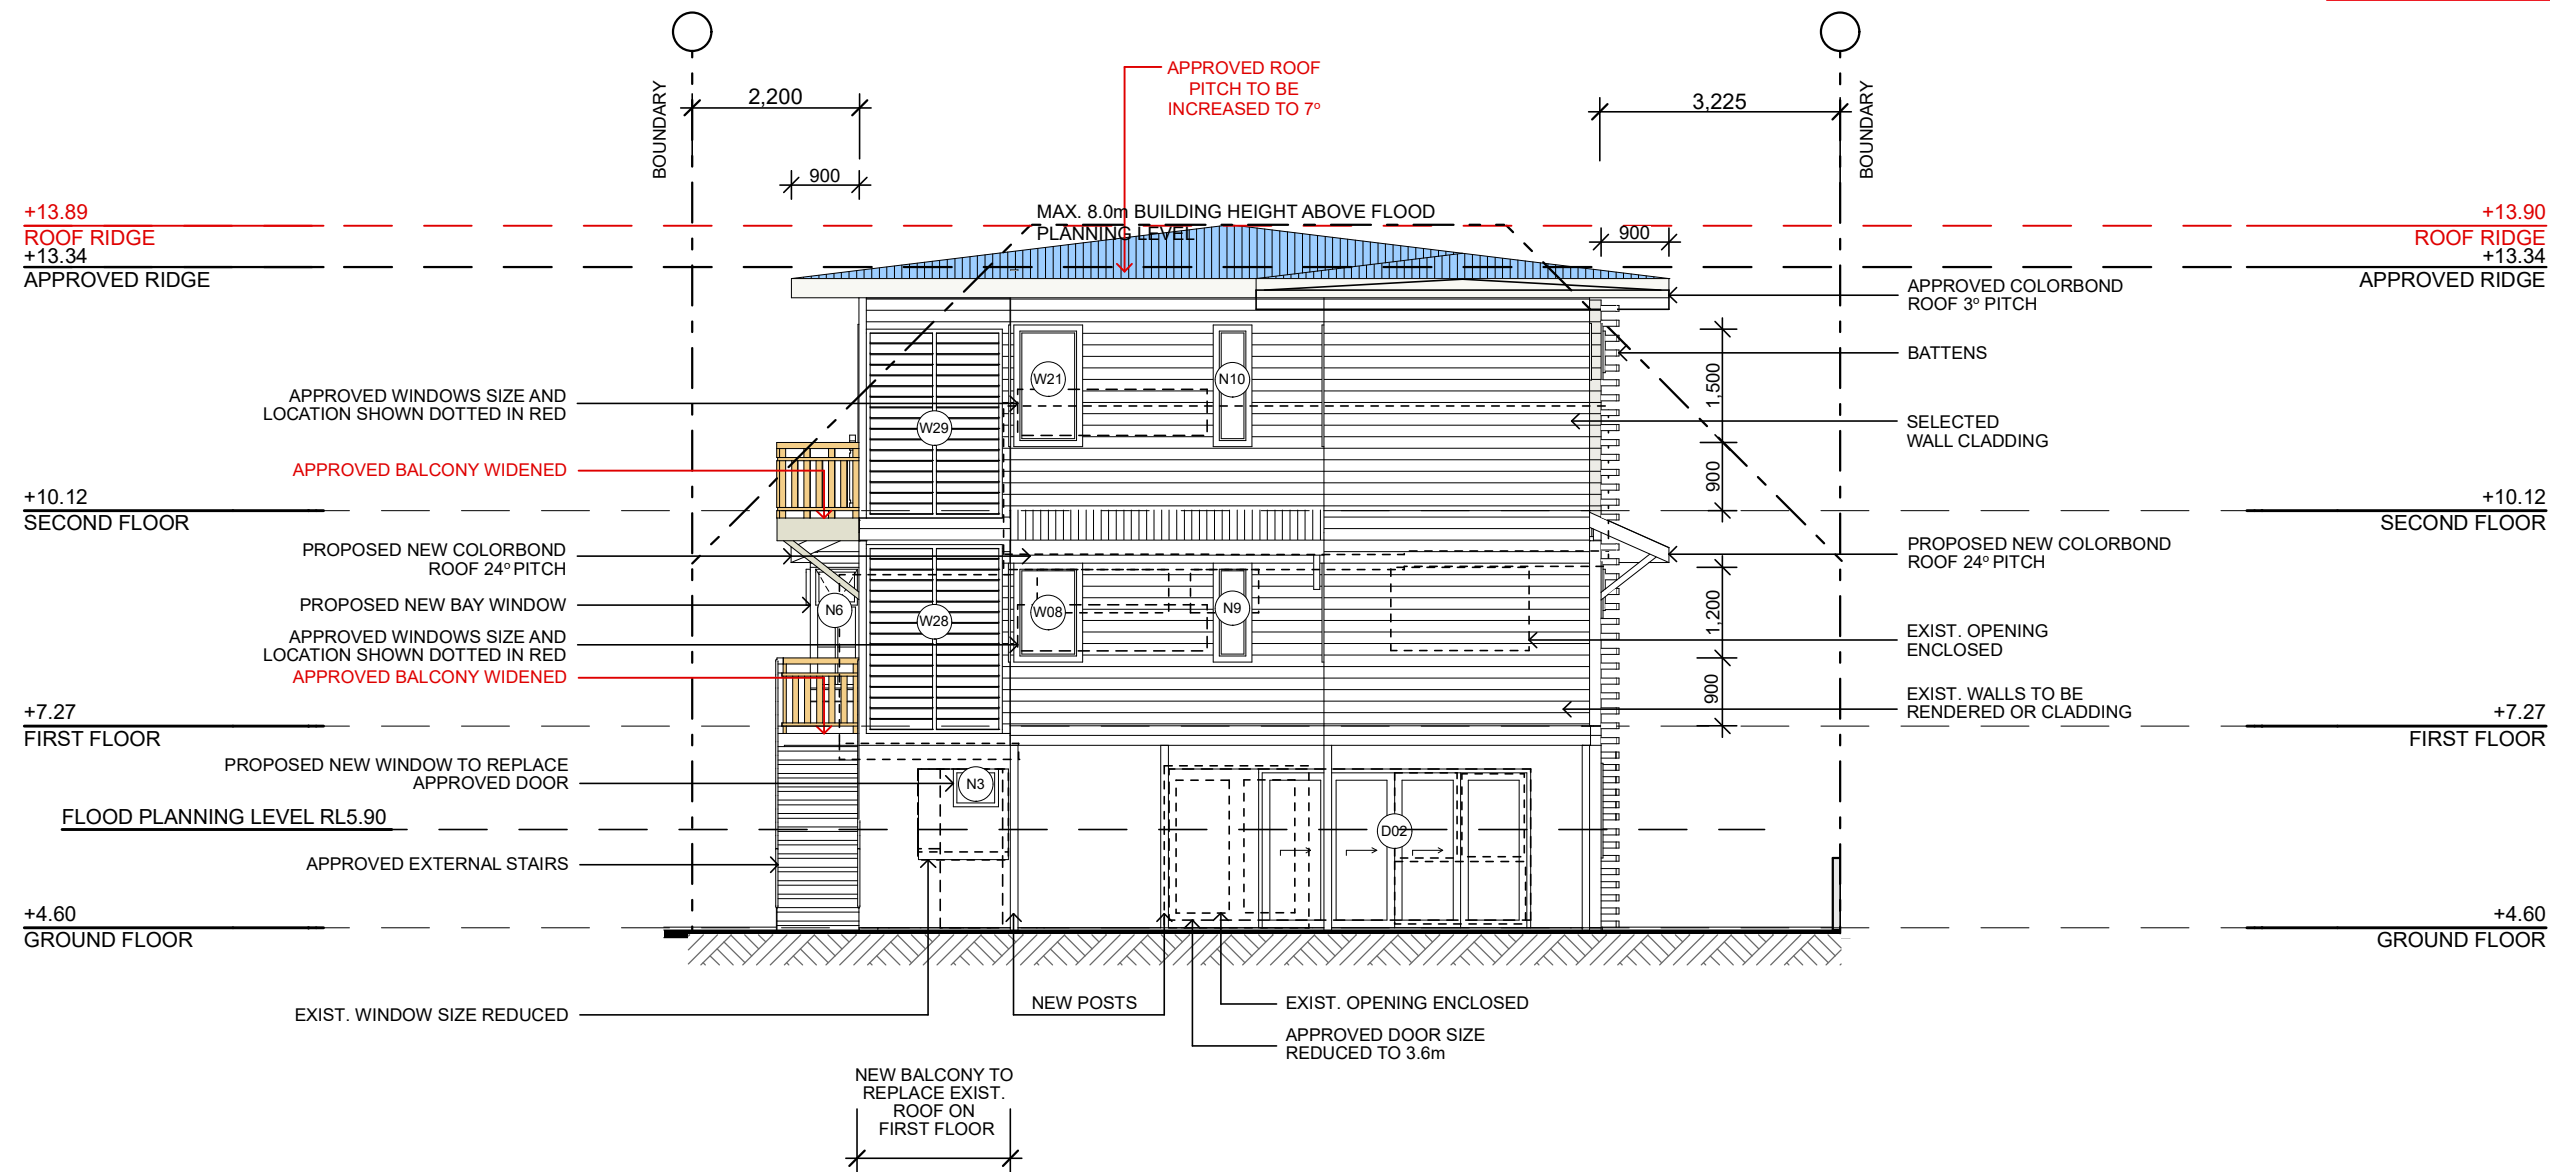 BOUNDARY
2,200
900
APPROVED ROOF
PITCH TO BE
INCREASED TO 7º
3,225
BOUNDARY
900
MAX. 8.0m BUILDING HEIGHT ABOVE FLOOD
PLANNING LEVEL
+13.89
ROOF RIDGE
+13.34
APPROVED RIDGE
+13.90
ROOF RIDGE
+13.34
APPROVED RIDGE
APPROVED COLORBOND
ROOF 3º PITCH
BATTENS
1,500
SELECTED
WALL CLADDING
900
W21
N10
W29
APPROVED WINDOWS SIZE AND
LOCATION SHOWN DOTTED IN RED
APPROVED BALCONY WIDENED
+10.12
SECOND FLOOR
+10.12
SECOND FLOOR
PROPOSED NEW COLORBOND
ROOF 24º PITCH
PROPOSED NEW COLORBOND
ROOF 24º PITCH
PROPOSED NEW BAY WINDOW
N6
W28
W08
N9
1,200
EXIST. OPENING
ENCLOSED
APPROVED WINDOWS SIZE AND
LOCATION SHOWN DOTTED IN RED
APPROVED BALCONY WIDENED
900
EXIST. WALLS TO BE
RENDERED OR CLADDING
+7.27
FIRST FLOOR
+7.27
FIRST FLOOR
PROPOSED NEW WINDOW TO REPLACE
APPROVED DOOR
N3
FLOOD PLANNING LEVEL RL5.90
D02
APPROVED EXTERNAL STAIRS
+4.60
GROUND FLOOR
+4.60
GROUND FLOOR
EXIST. WINDOW SIZE REDUCED
NEW POSTS
EXIST. OPENING ENCLOSED
APPROVED DOOR SIZE
REDUCED TO 3.6m
NEW BALCONY TO
REPLACE EXIST.
ROOF ON
FIRST FLOOR